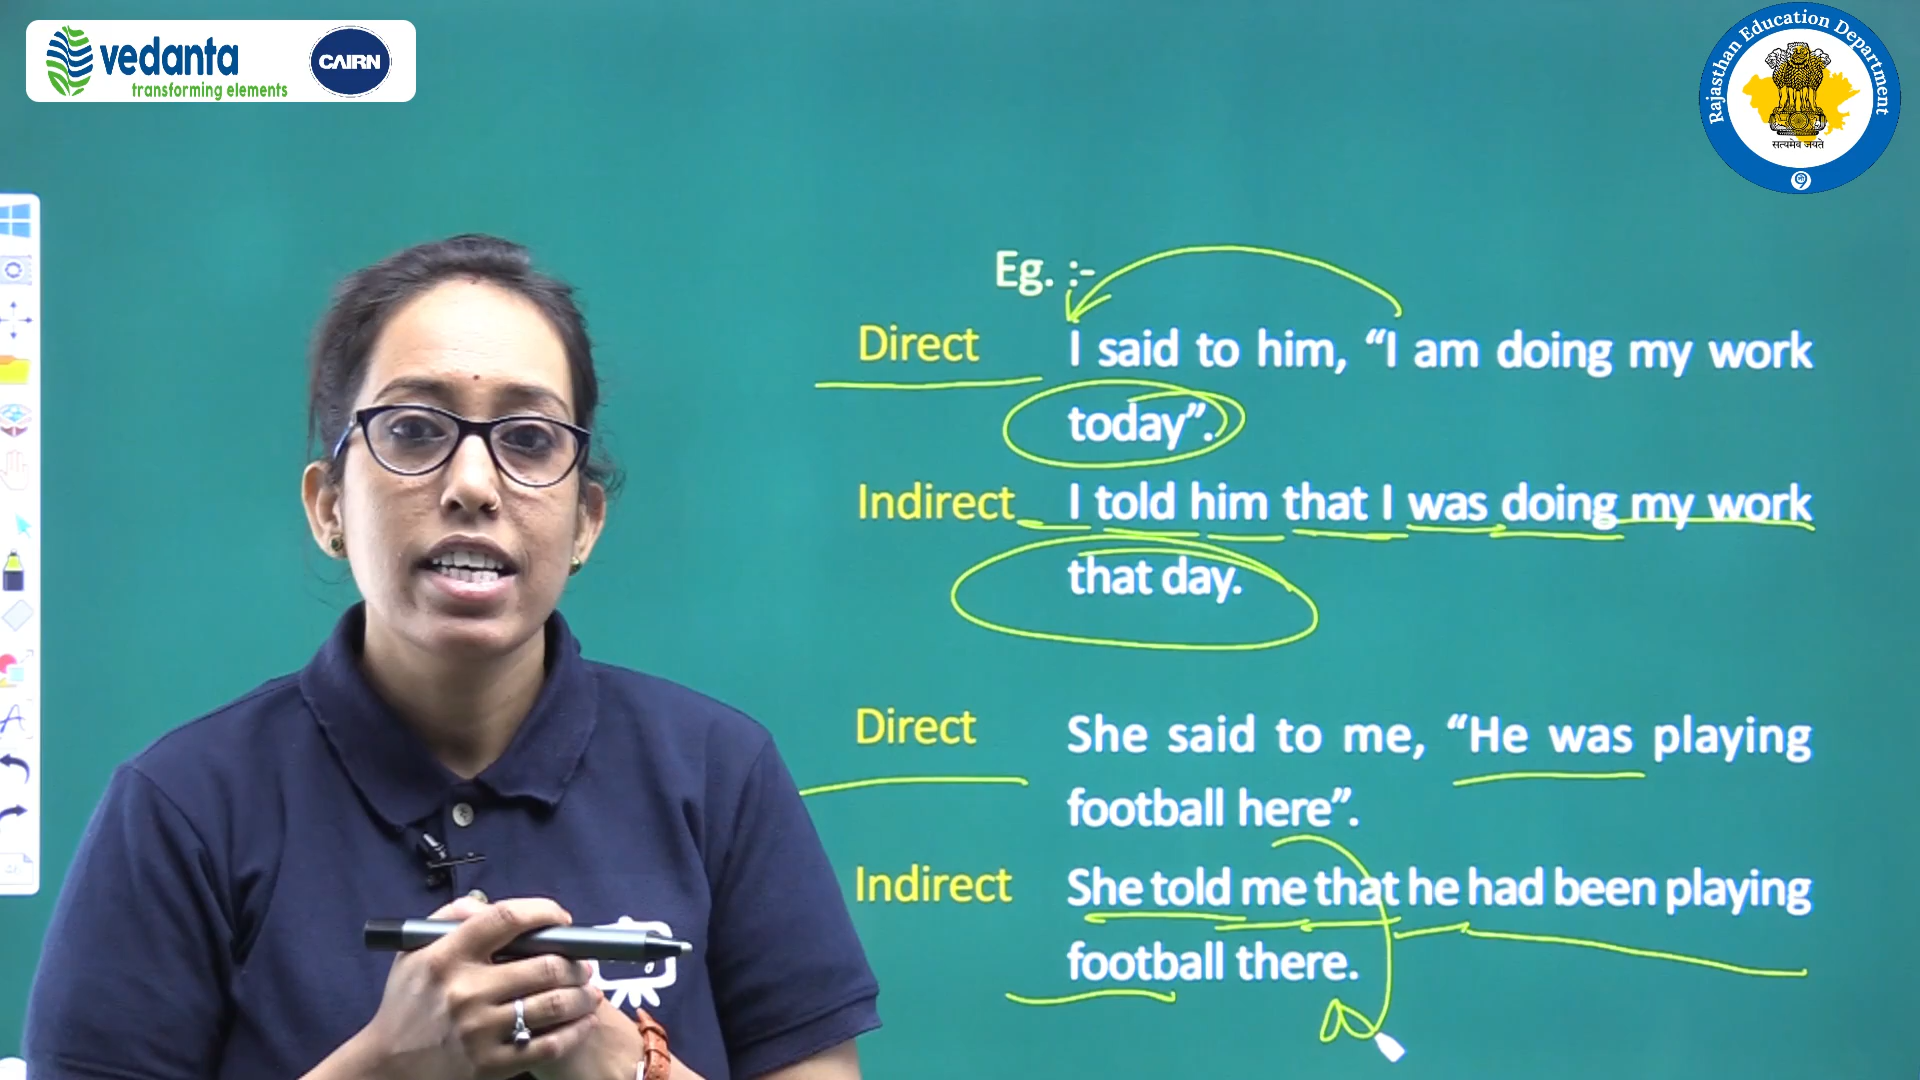 vedanta
transforming elements
CAIRN
Rajasthan Education Department
सत्यमेव जयते
Eg. :-
Direct I said to him, “I am doing my work
today”.
Indirect I told him that I was doing my work
that day.
Direct She said to me, “He was playing
football here”.
Indirect She told me that he had been playing
football there.